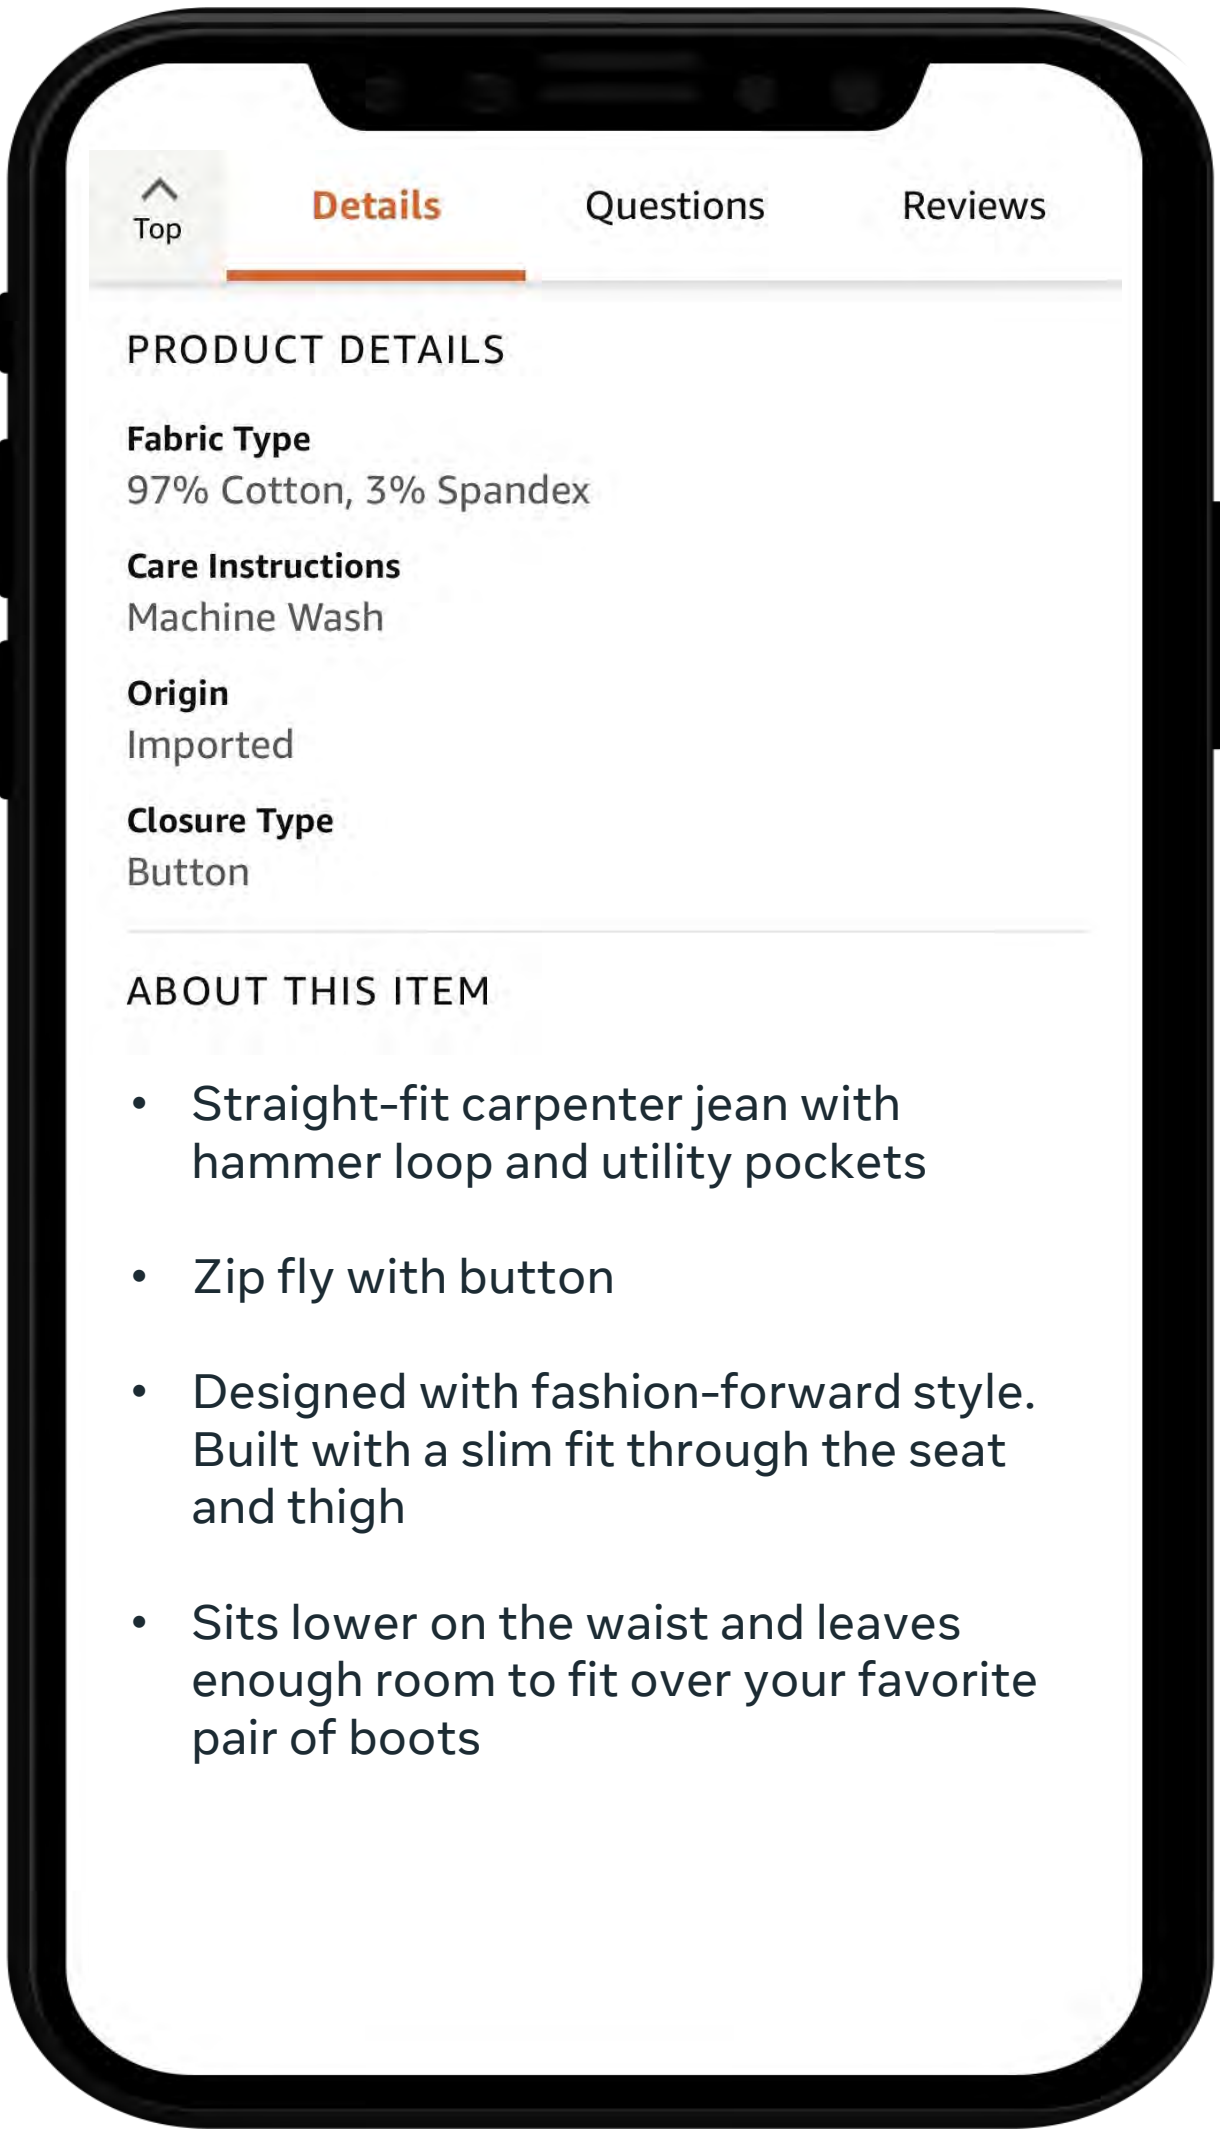 Top
Details
Questions
Reviews
PRODUCT DETAILS
Fabric Type
97% Cotton, 3% Spandex
Care Instructions
Machine Wash
Origin
Imported
Closure Type
Button
ABOUT THIS ITEM
• Straight-fit carpenter jean with
hammer loop and utility pockets
• Zip fly with button
• Designed with fashion-forward style.
Built with a slim fit through the seat
and thigh
• Sits lower on the waist and leaves
enough room to fit over your favorite
pair of boots